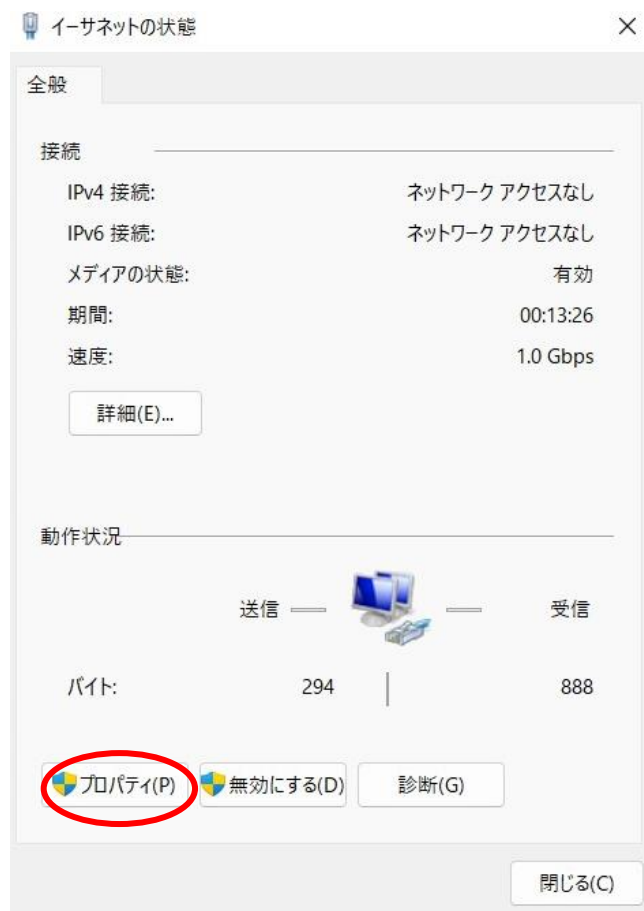 イーサネットの状態
全般
接続
IPv4 接続: ネットワーク アクセスなし
IPv6 接続: ネットワーク アクセスなし
メディアの状態: 有効
期間: 00:13:26
速度: 1.0 Gbps
詳細(E)...
動作状況
送信 受信
バイト: 294 888
プロパティ(P) 無効にする(D) 診断(G)
閉じる(C)